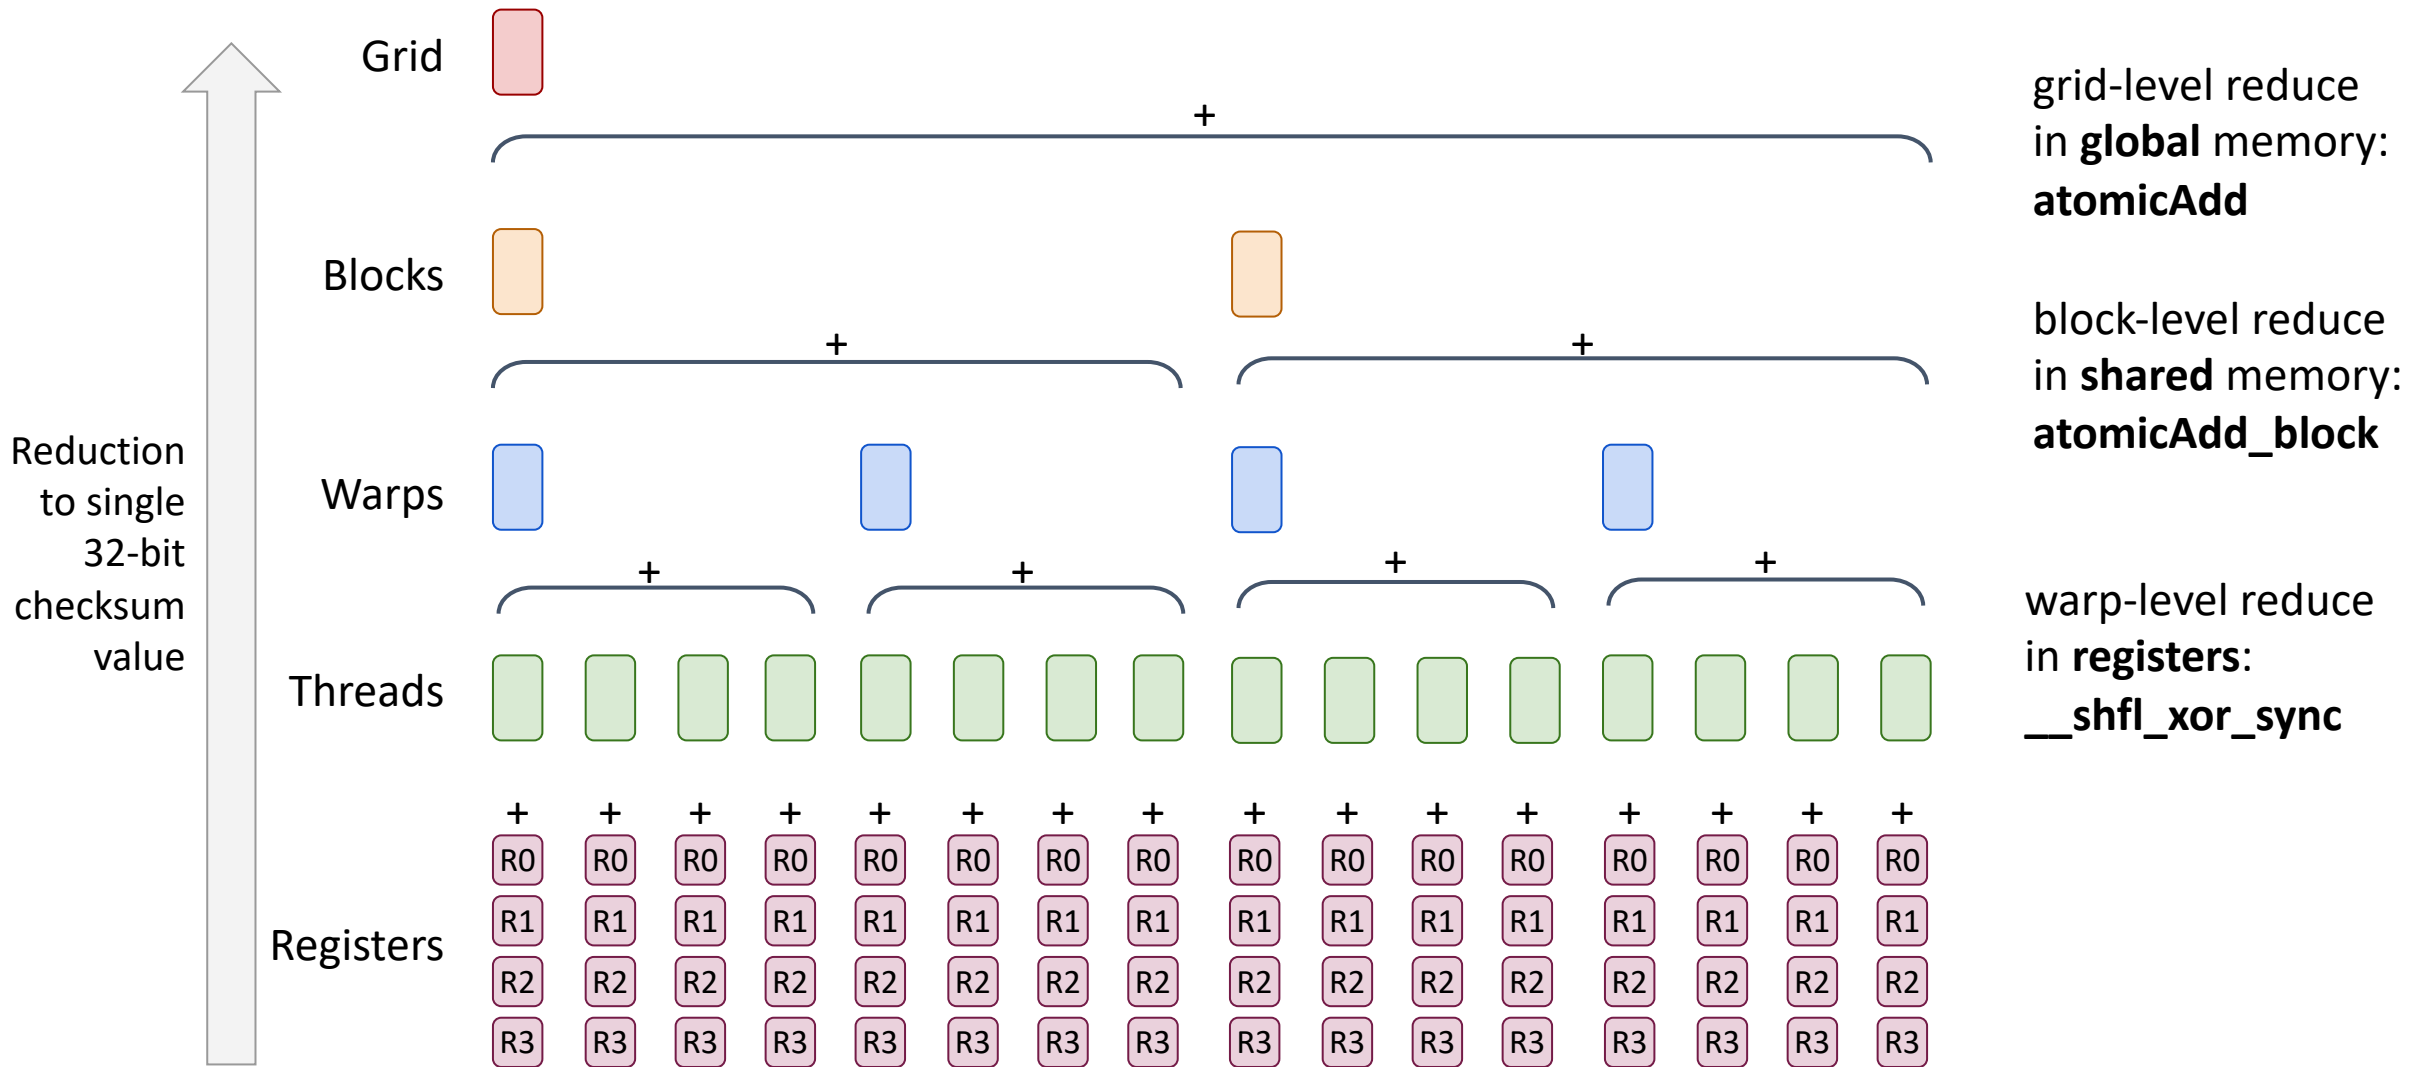 Grid
+
grid-level reduce
in global memory:
atomicAdd
Blocks
+ +
block-level reduce
in shared memory:
atomicAdd_block
Reduction
to single
32-bit
checksum
value
Warps
+ + + +
warp-level reduce
in registers:
__shfl_xor_sync
Threads
+ + + + + + + + + + + + + + + +
R0 R0 R0 R0 R0 R0 R0 R0 R0 R0 R0 R0 R0 R0 R0 R0
R1 R1 R1 R1 R1 R1 R1 R1 R1 R1 R1 R1 R1 R1 R1 R1
Registers
R2 R2 R2 R2 R2 R2 R2 R2 R2 R2 R2 R2 R2 R2 R2 R2
R3 R3 R3 R3 R3 R3 R3 R3 R3 R3 R3 R3 R3 R3 R3 R3